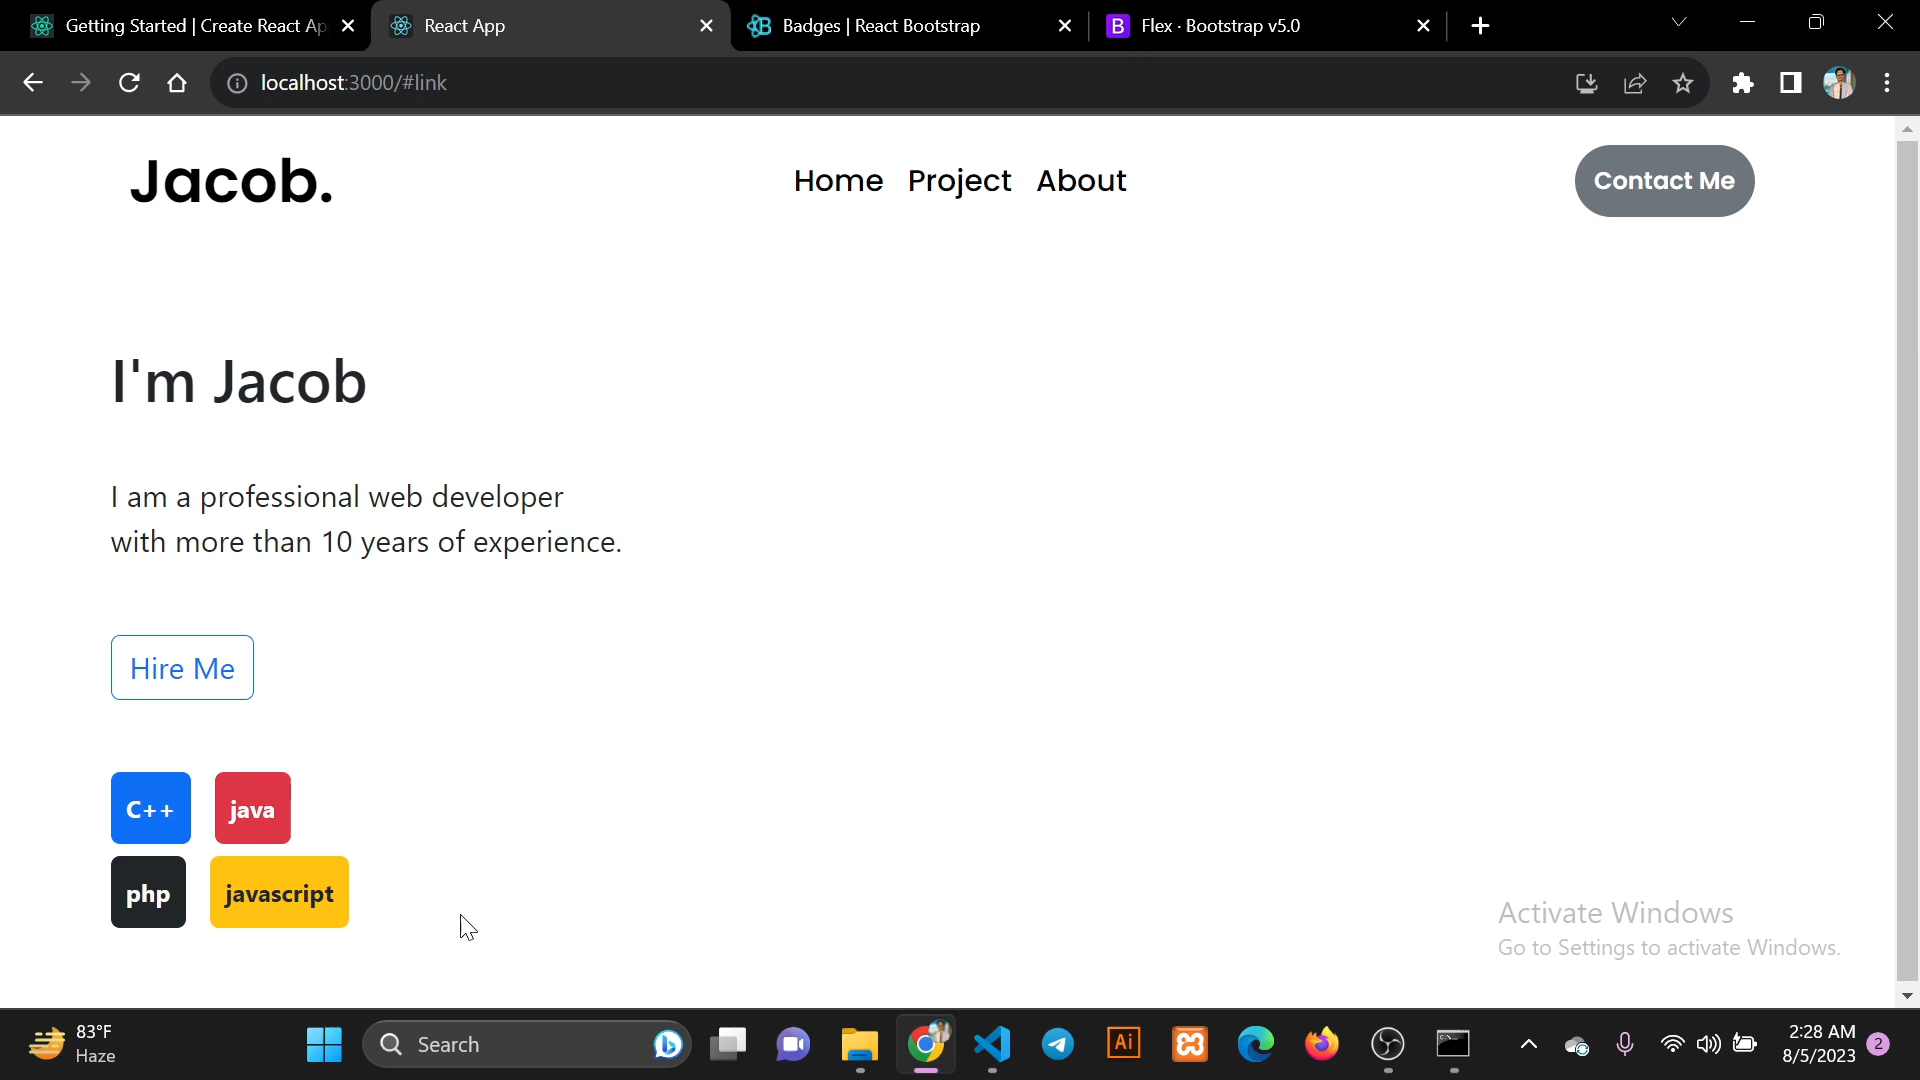 Getting Started | Create React Ap
React App
Badges | React Bootstrap
B
Flex · Bootstrap v5.0
localhost:3000/#link
Jacob.
Home Project About
Contact Me
I'm Jacob
I am a professional web developer
with more than 10 years of experience.
Hire Me
C++ java
php javascript
Activate Windows
Go to Settings to activate Windows.
83°F
Haze
Search
Ai
2:28 AM
8/5/2023
2